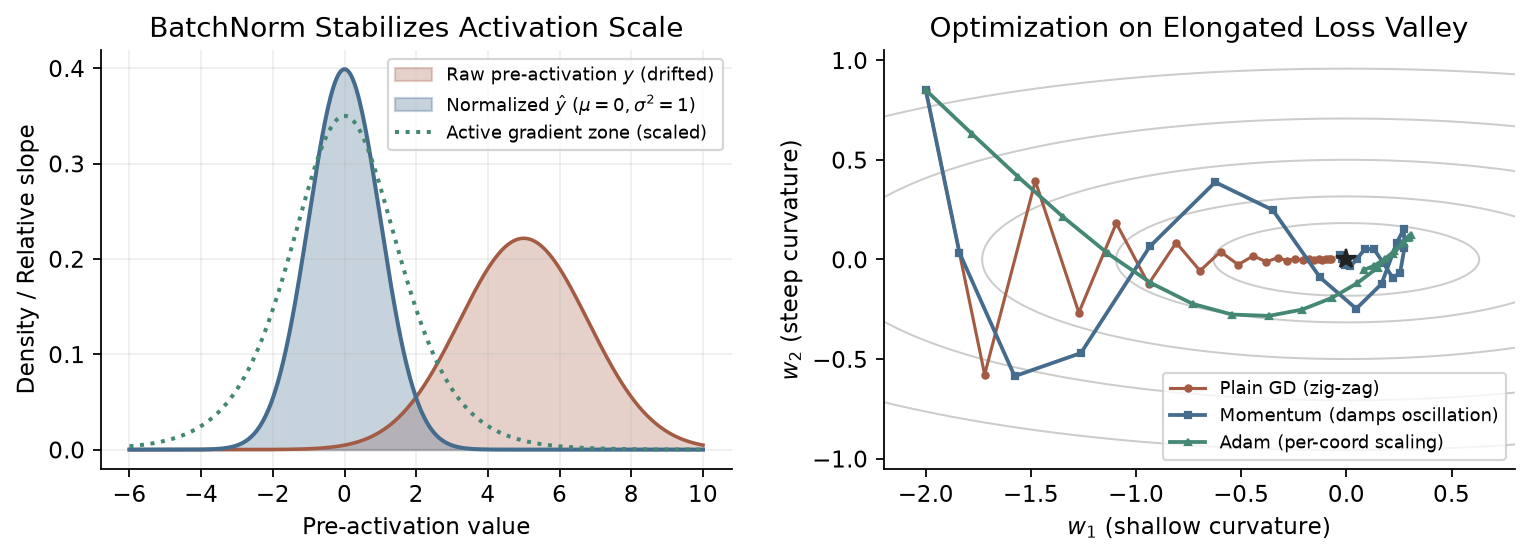 BatchNorm Stabilizes Activation Scale
Density / Relative slope
0.4
0.3
0.2
0.1
0.0
Raw pre-activation y (drifted)
Normalized ŷ (μ = 0, σ² = 1)
Active gradient zone (scaled)
−6 −4 −2 0 2 4 6 8 10
Pre-activation value
Optimization on Elongated Loss Valley
w₂ (steep curvature)
1.0
0.5
0.0
−0.5
−1.0
Plain GD (zig-zag)
Momentum (damps oscillation)
Adam (per-coord scaling)
−2.0 −1.5 −1.0 −0.5 0.0 0.5
w₁ (shallow curvature)